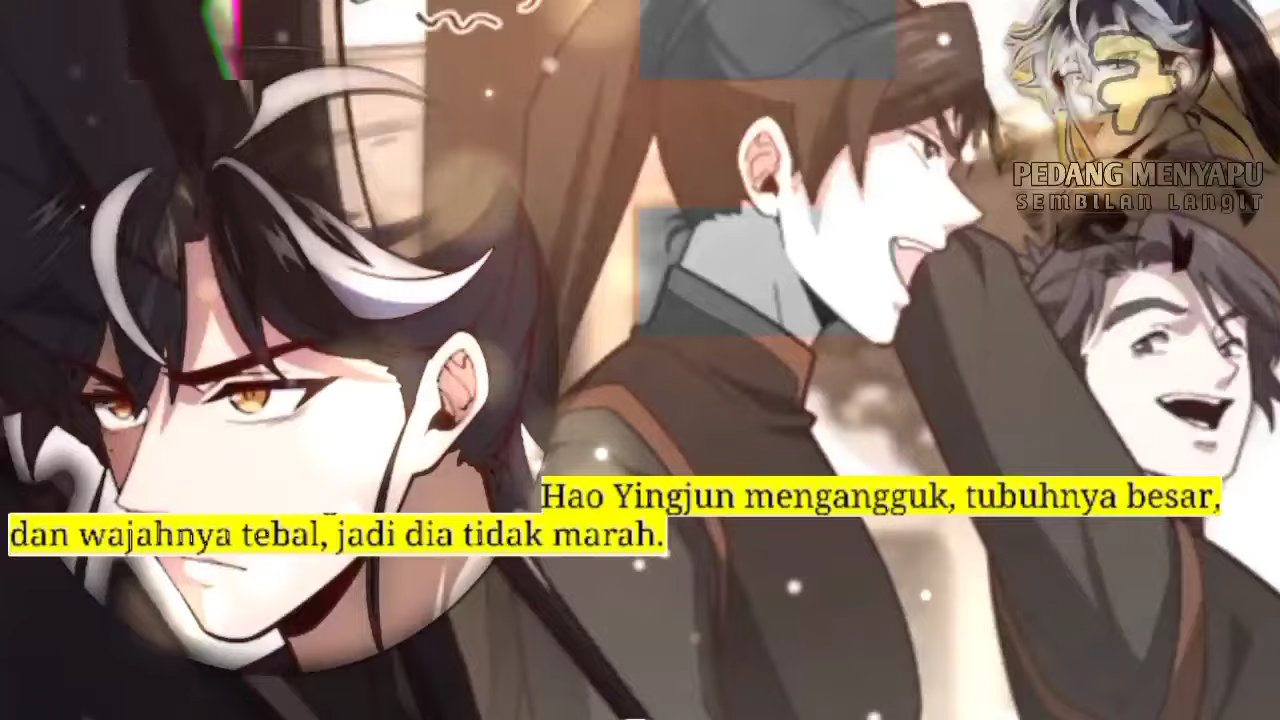 PEDANG MENYAPU
SEMBILAN LANGIT
Hao Yingjun mengangguk, tubuhnya besar,
dan wajahnya tebal, jadi dia tidak marah.